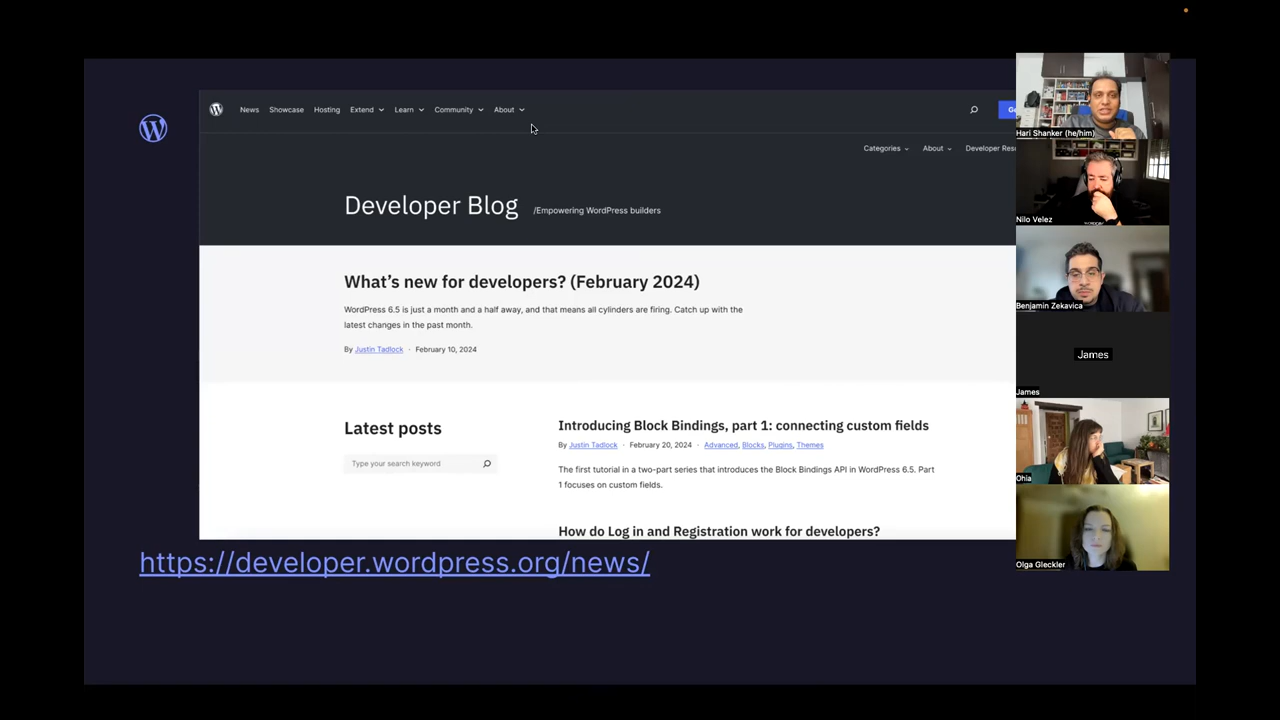 News Showcase Hosting Extend Learn Community About
Categories About
Developer Blog /Empowering WordPress builders
What's new for developers? (February 2024)
WordPress 6.5 is just a month and a half away, and that means all cylinders are firing. Catch up with the
latest changes in the past month.
By Justin Tadlock · February 10, 2024
Latest posts
Type your search keyword
Introducing Block Bindings, part 1: connecting custom fields
By Justin Tadlock · February 20, 2024 · Advanced, Blocks, Plugins, Themes
The first tutorial in a two-part series that introduces the Block Bindings API in WordPress 6.5. Part
1 focuses on custom fields.
How do Log in and Registration work for developers?
https://developer.wordpress.org/news/
Hari Shanker (he/him)
Nilo Velez
Benjamin Zekavica
James
James
Ohia
Olga Gleckler